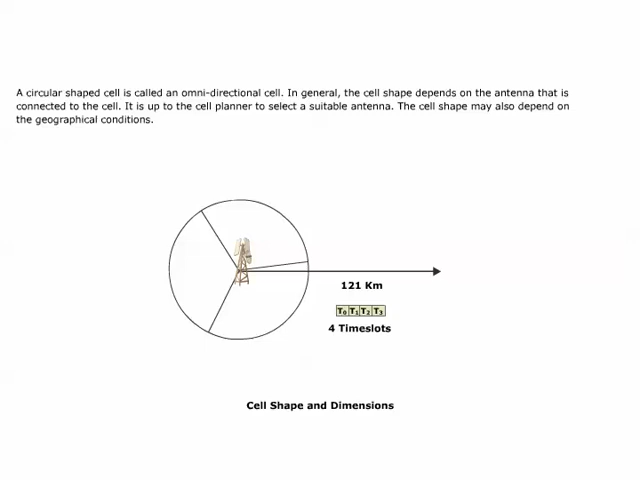 A circular shaped cell is called an omni-directional cell. In general, the cell shape depends on the antenna that is
connected to the cell. It is up to the cell planner to select a suitable antenna. The cell shape may also depend on
the geographical conditions.
121 Km
T0 T1 T2 T3
4 Timeslots
Cell Shape and Dimensions